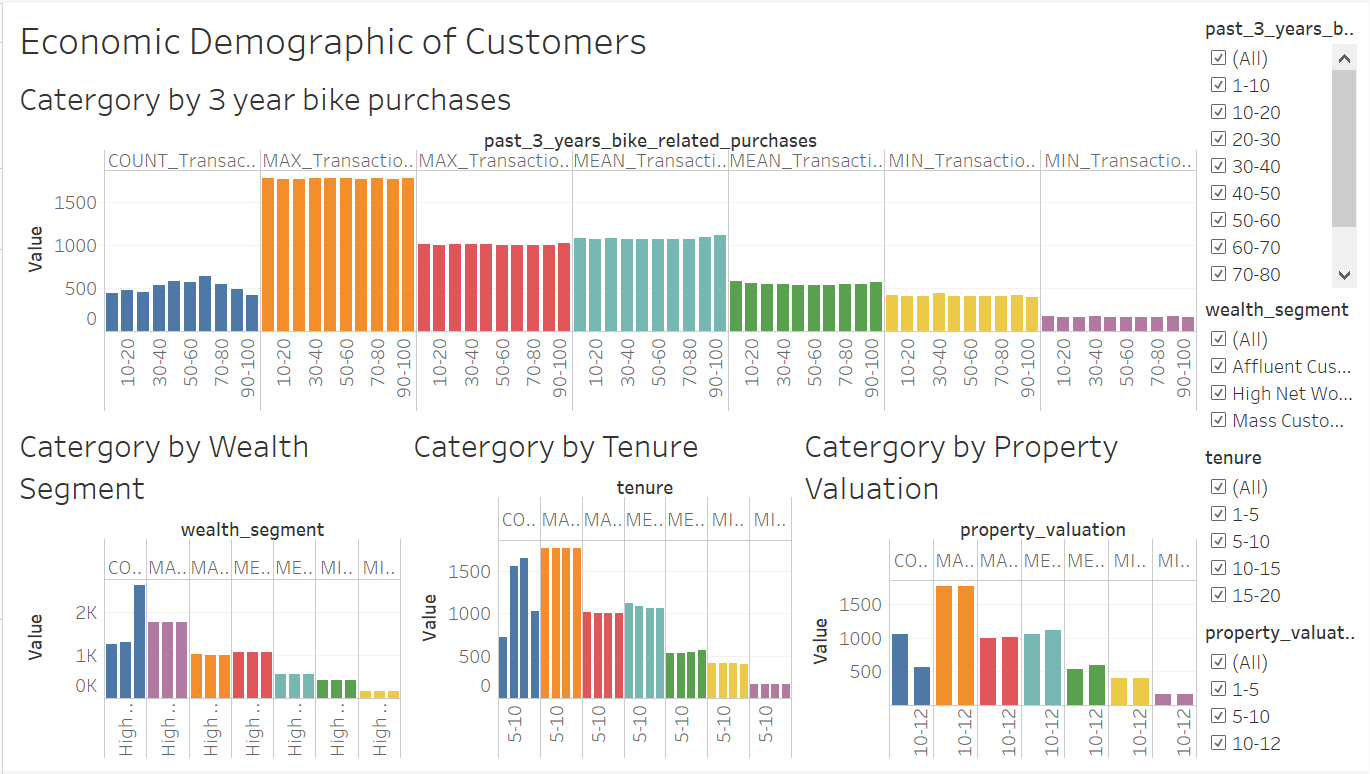 Economic Demographic of Customers
Catergory by 3 year bike purchases
past_3_years_bike_related_purchases
COUNT_Transac.. MAX_Transactio.. MAX_Transactio.. MEAN_Transacti.. MEAN_Transacti.. MIN_Transactio.. MIN_Transactio..
Value
1500
1000
500
0
10-20 30-40 50-60 70-80 90-100 10-20 30-40 50-60 70-80 90-100 10-20 30-40 50-60 70-80 90-100 10-20 30-40 50-60 70-80 90-100 10-20 30-40 50-60 70-80 90-100 10-20 30-40 50-60 70-80 90-100 10-20 30-40 50-60 70-80 90-100
Catergory by Wealth
Segment
wealth_segment
CO.. MA.. MA.. ME.. ME.. MI.. MI..
Value
2K
1K
0K
High .. High .. High .. High .. High .. High .. High ..
Catergory by Tenure
tenure
CO.. MA.. MA.. ME.. ME.. MI.. MI..
Value
1500
1000
500
0
5-10 5-10 5-10 5-10 5-10 5-10 5-10
Catergory by Property
Valuation
property_valuation
CO.. MA.. MA.. ME.. ME.. MI.. MI..
Value
1500
1000
500
10-12 10-12 10-12 10-12 10-12 10-12 10-12
past_3_years_b..
(All)
1-10
10-20
20-30
30-40
40-50
50-60
60-70
70-80
wealth_segment
(All)
Affluent Cus...
High Net Wo...
Mass Custo...
tenure
(All)
1-5
5-10
10-15
15-20
property_valuat..
(All)
1-5
5-10
10-12